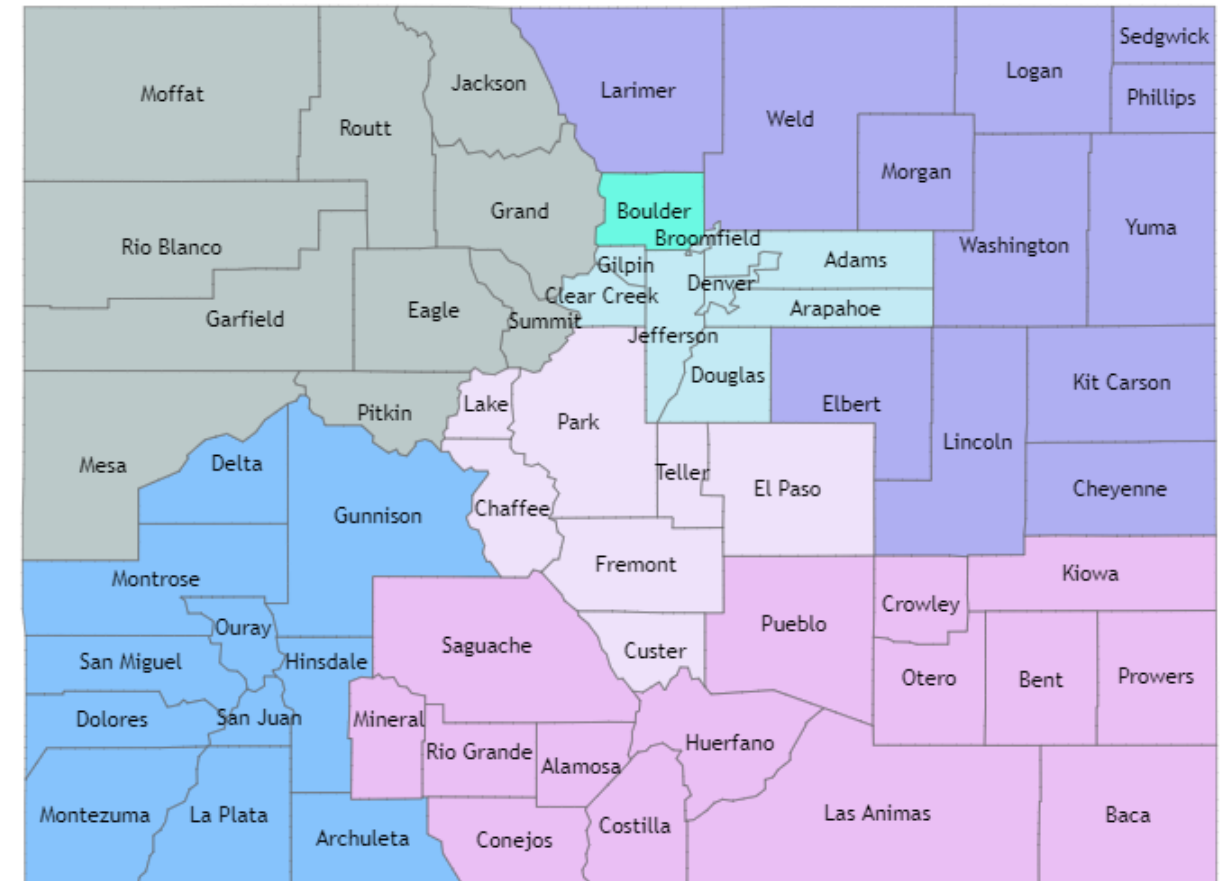 Sedgwick
Logan
Jackson
Larimer
Moffat
Phillips
Weld
Routt
Morgan
Boulder
Grand
Yuma
Broomfield
Rio Blanco
Washington
Gilpin
Adams
Denver
Clear Creek
Eagle
Arapahoe
Garfield
Summit
Jefferson
Douglas
Kit Carson
Lake
Elbert
Pitkin
Park
Lincoln
Delta
Mesa
Teller
El Paso
Cheyenne
Chaffee
Gunnison
Fremont
Kiowa
Montrose
Crowley
Pueblo
Ouray
Saguache
Custer
San Miguel
Hinsdale
Prowers
Otero
Bent
Dolores
San Juan
Mineral
Huerfano
Rio Grande
Alamosa
Las Animas
Montezuma
La Plata
Baca
Costilla
Archuleta
Conejos